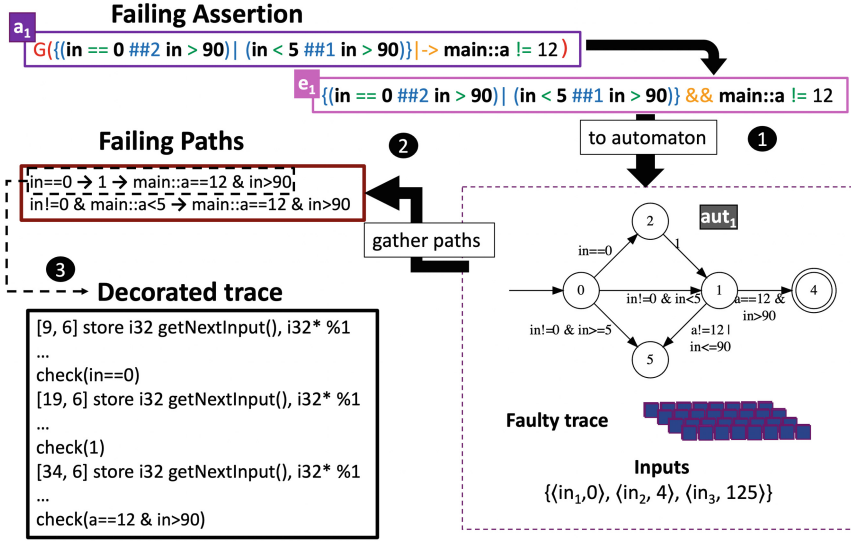 Failing Assertion
a1
G({(in == 0 ##2 in > 90)| (in < 5 ##1 in > 90)}|-> main::a != 12)
e1
{(in == 0 ##2 in > 90)| (in < 5 ##1 in > 90)} && main::a != 12
to automaton
1
Failing Paths
2
in==0 → 1 → main::a==12 & in>90
in!=0 & main::a<5 → main::a==12 & in>90
gather paths
3
Decorated trace
[9, 6] store i32 getNextInput(), i32* %1
...
check(in==0)
[19, 6] store i32 getNextInput(), i32* %1
...
check(1)
[34, 6] store i32 getNextInput(), i32* %1
...
check(a==12 & in>90)
aut1
2
in==0
1
0
in!=0 & in<5
1
a==12 &
in>90
4
in!=0 & in>=5
a!=12 |
in<=90
5
Faulty trace
Inputs
{⟨in1,0⟩, ⟨in2, 4⟩, ⟨in3, 125⟩}